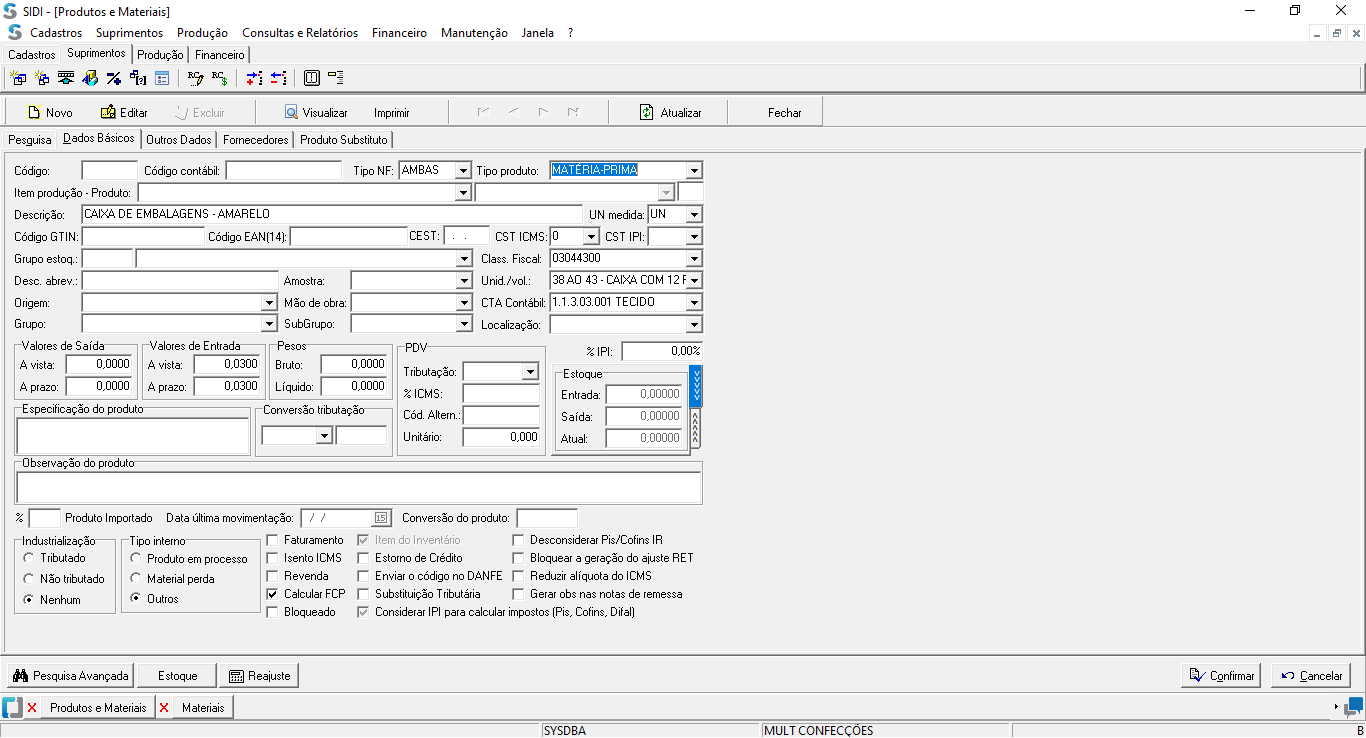 SIDI - [Produtos e Materiais]
Cadastros Suprimentos Produção Consultas e Relatórios Financeiro Manutenção Janela ?
Cadastros Suprimentos Produção Financeiro
Novo Editar Excluir Visualizar Imprimir Atualizar Fechar
Pesquisa Dados Básicos Outros Dados Fornecedores Produto Substituto
Código: Código contábil: Tipo NF: AMBAS Tipo produto: MATÉRIA-PRIMA
Item produção - Produto:
Descrição: CAIXA DE EMBALAGENS - AMARELO UN medida: UN
Código GTIN: Código EAN(14): CEST: . . CST ICMS: 0 CST IPI:
Grupo estoq.: Class. Fiscal: 03044300
Desc. abrev.: Amostra: Unid./vol.: 38 AO 43 - CAIXA COM 12 F
Origem: Mão de obra: CTA Contábil: 1.1.3.03.001 TECIDO
Grupo: SubGrupo: Localização:
Valores de Saída Valores de Entrada Pesos PDV % IPI: 0,00%
A vista: 0,0000 A vista: 0,0300 Bruto: 0,0000 Tributação: Estoque
A prazo: 0,0000 A prazo: 0,0300 Líquido: 0,0000 % ICMS: Entrada: 0,00000
Especificação do produto Conversão tributação Cód. Altern.: Saída: 0,00000
Unitário: 0,000 Atual: 0,00000
Observação do produto
% Produto Importado Data última movimentação: / / 15 Conversão do produto:
Industrialização Tipo interno Faturamento Item do Inventário Desconsiderar Pis/Cofins IR
Tributado Produto em processo Isento ICMS Estorno de Crédito Bloquear a geração do ajuste RET
Não tributado Material perda Revenda Enviar o código no DANFE Reduzir alíquota do ICMS
Nenhum Outros Calcular FCP Substituição Tributária Gerar obs nas notas de remessa
Bloqueado Considerar IPI para calcular impostos (Pis, Cofins, Difal)
Pesquisa Avançada Estoque Reajuste Confirmar Cancelar
Produtos e Materiais Materiais
SYSDBA MULT CONFECÇÕES B